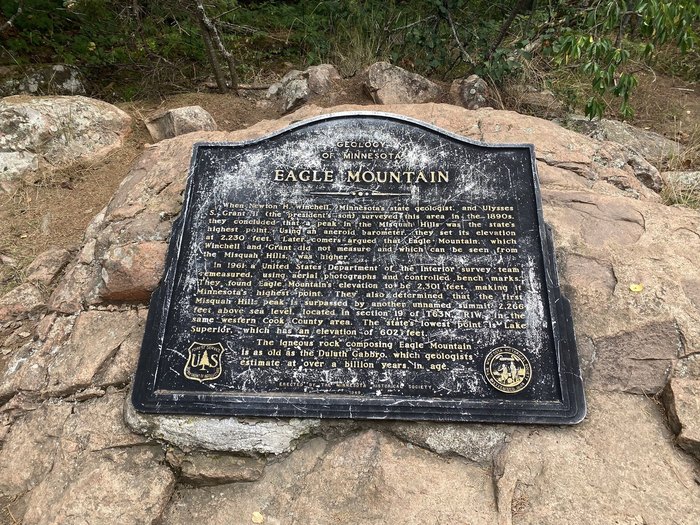 GEOLOGY
OF MINNESOTA
EAGLE MOUNTAIN
When Newton H. Winchell, Minnesota's state geologist, and Ulysses
S. Grant II (the president's son) surveyed this area in the 1890s,
they concluded that a peak in the Misquah Hills was the state's
highest point. Using an aneroid barometer, they set its elevation
at 2,230 feet. Later comers argued that Eagle Mountain, which
Winchell and Grant did not measure and which can be seen from
the Misquah Hills, was higher.
In 1961 a United States Department of the Interior survey team
remeasured, using aerial photographs and controlled bench marks.
They found Eagle Mountain's elevation to be 2,301 feet, making it
Minnesota's highest point. They also determined that the first
Misquah Hills peak is surpassed by another unnamed summit 2,266
feet above sea level, located in section 19 of T63N, R1W, in the
same western Cook County area. The state's lowest point is Lake
Superior, which has an elevation of 602 feet.
The igneous rock composing Eagle Mountain
is as old as the Duluth Gabbro, which geologists
estimate at over a billion years in age.
FOREST SERVICE
UAS
ERECTED BY THE MINNESOTA HISTORICAL SOCIETY